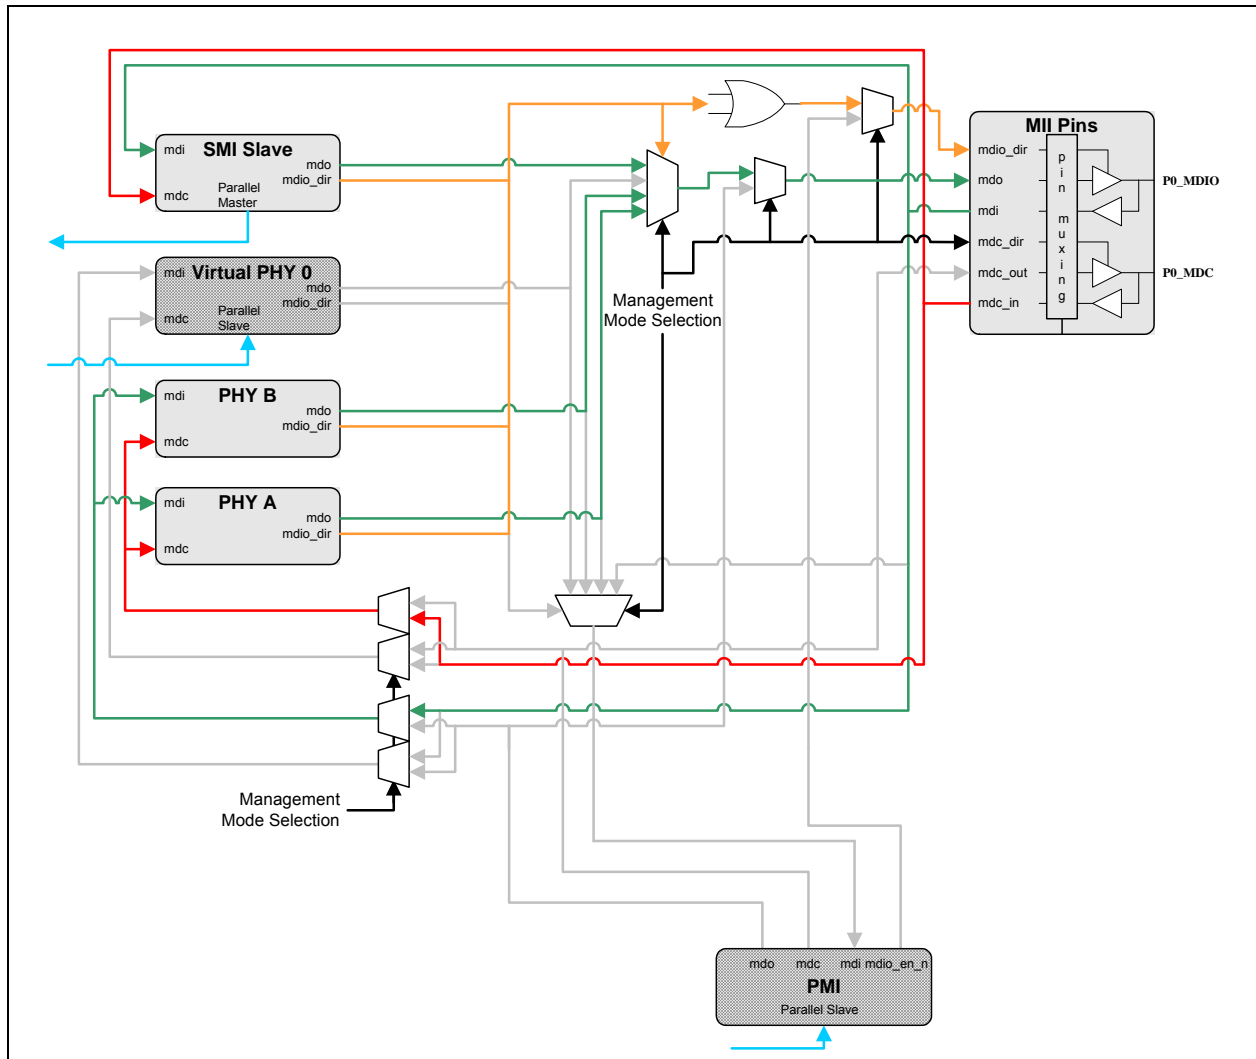 SMI Slave
mdi
mdo
mdio_dir
mdc
Parallel
Master
MII Pins
mdio_dir
mdo
mdi
mdc_dir
mdc_out
mdc_in
p
i
n
m
u
x
i
n
g
P0_MDIO
P0_MDC
Virtual PHY 0
mdi
mdo
mdio_dir
mdc
Parallel
Slave
Management
Mode Selection
PHY B
mdi
mdo
mdio_dir
mdc
PHY A
mdi
mdo
mdio_dir
mdc
Management
Mode Selection
mdo
mdc
mdi
mdio_en_n
PMI
Parallel Slave